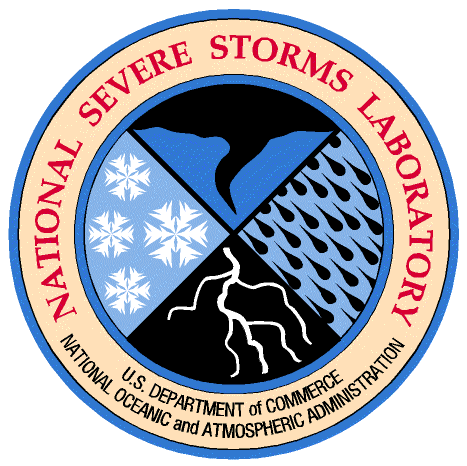 NATIONAL SEVERE STORMS LABORATORY
U.S. DEPARTMENT of COMMERCE
NATIONAL OCEANIC and ATMOSPHERIC ADMINISTRATION